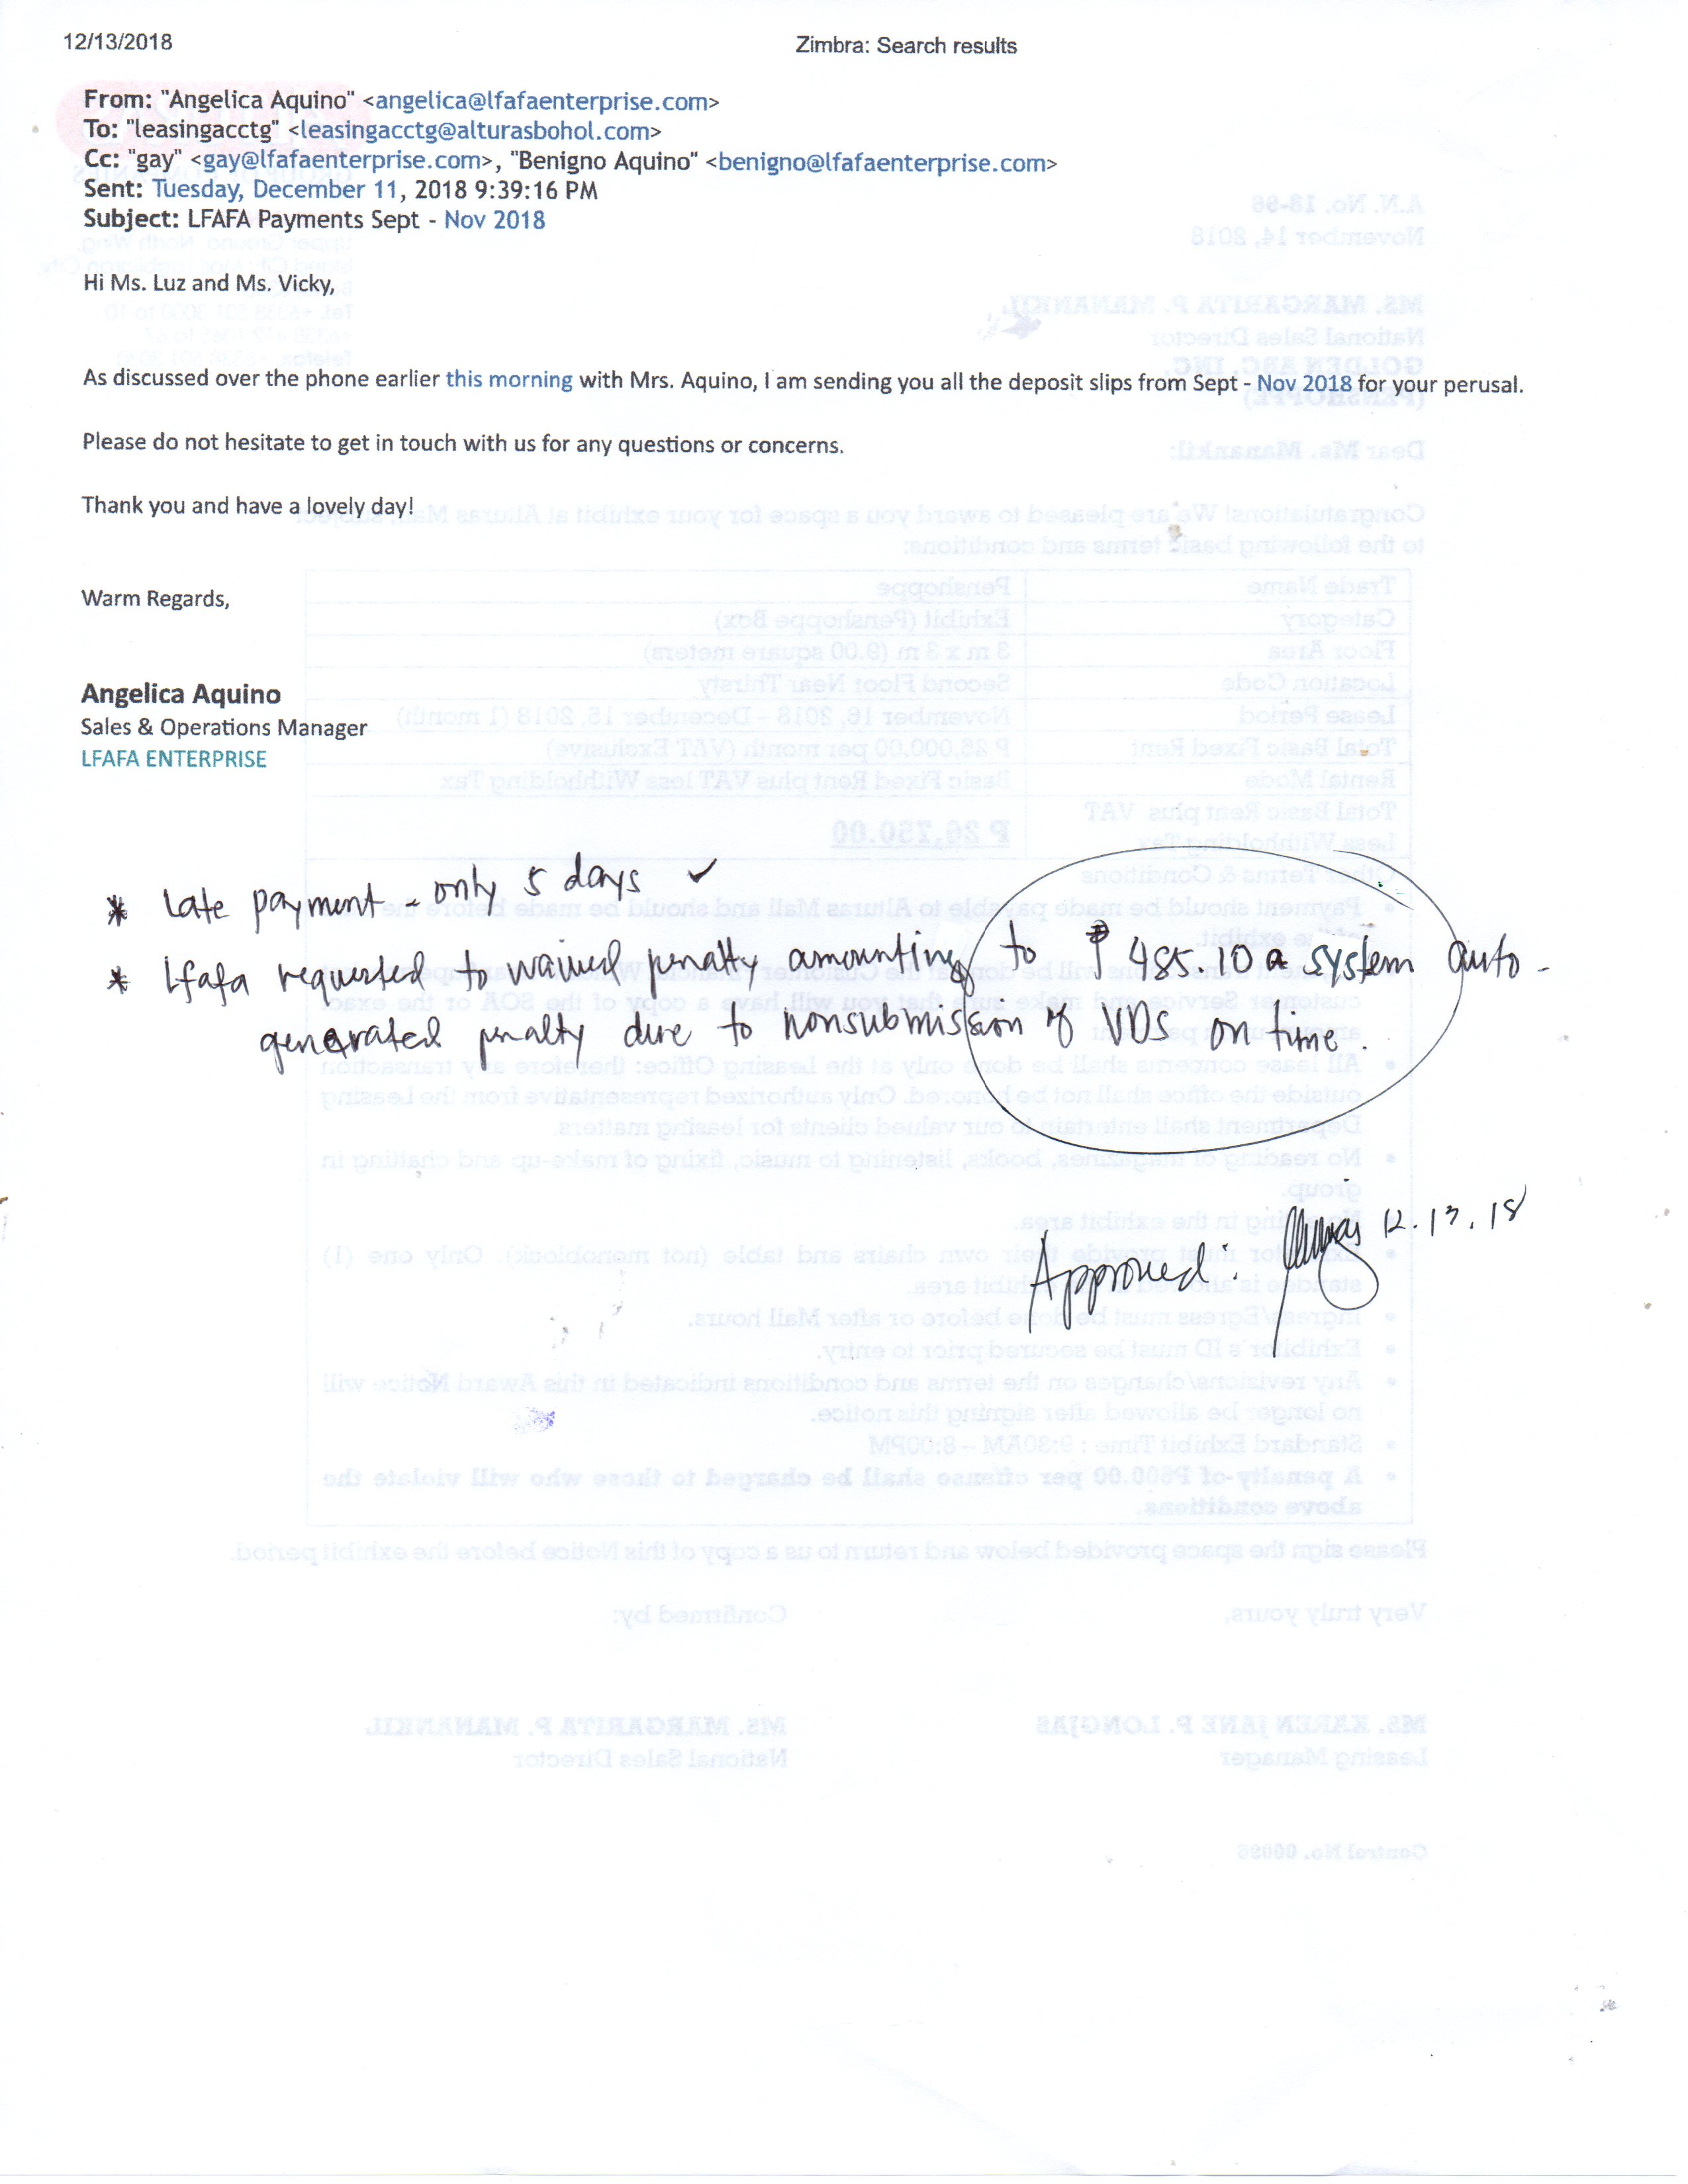 12/13/2018 Zimbra: Search results
From: "Angelica Aquino" <angelica@lfafaenterprise.com>
To: "leasingacctg" <leasingacctg@alturasbohol.com>
Cc: "gay" <gay@lfafaenterprise.com>, "Benigno Aquino" <benigno@lfafaenterprise.com>
Sent: Tuesday, December 11, 2018 9:39:16 PM
Subject: LFAFA Payments Sept - Nov 2018
Hi Ms. Luz and Ms. Vicky,
As discussed over the phone earlier this morning with Mrs. Aquino, I am sending you all the deposit slips from Sept - Nov 2018 for your perusal.
Please do not hesitate to get in touch with us for any questions or concerns.
Thank you and have a lovely day!
Warm Regards,
Angelica Aquino
Sales & Operations Manager
LFAFA ENTERPRISE
* Late payment - only 5 days ✓
* Lfafa requested to waived penalty amounting to ₱ 485.10 a system auto-
generated penalty due to nonsubmission of VDS on time.
Approved: 12.13.18